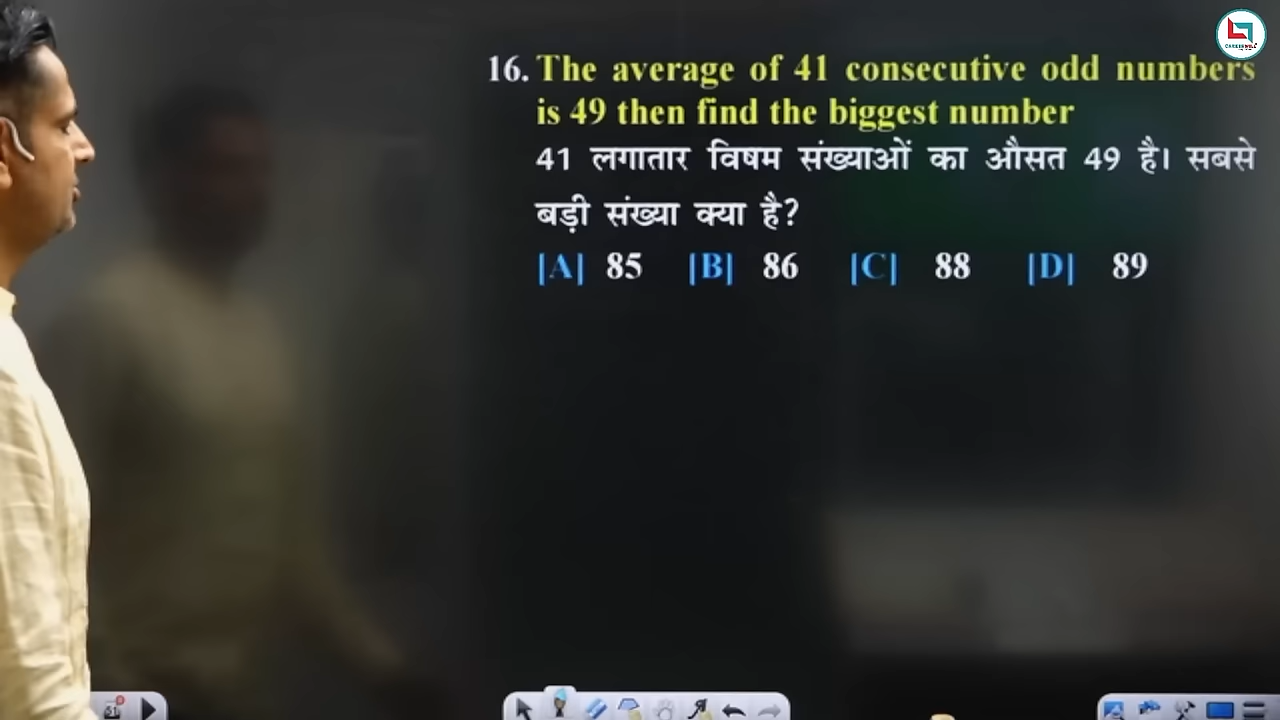 16. The average of 41 consecutive odd numbers
is 49 then find the biggest number
41 लगातार विषम संख्याओं का औसत 49 है। सबसे
बड़ी संख्या क्या है?
[A] 85 [B] 86 [C] 88 [D] 89